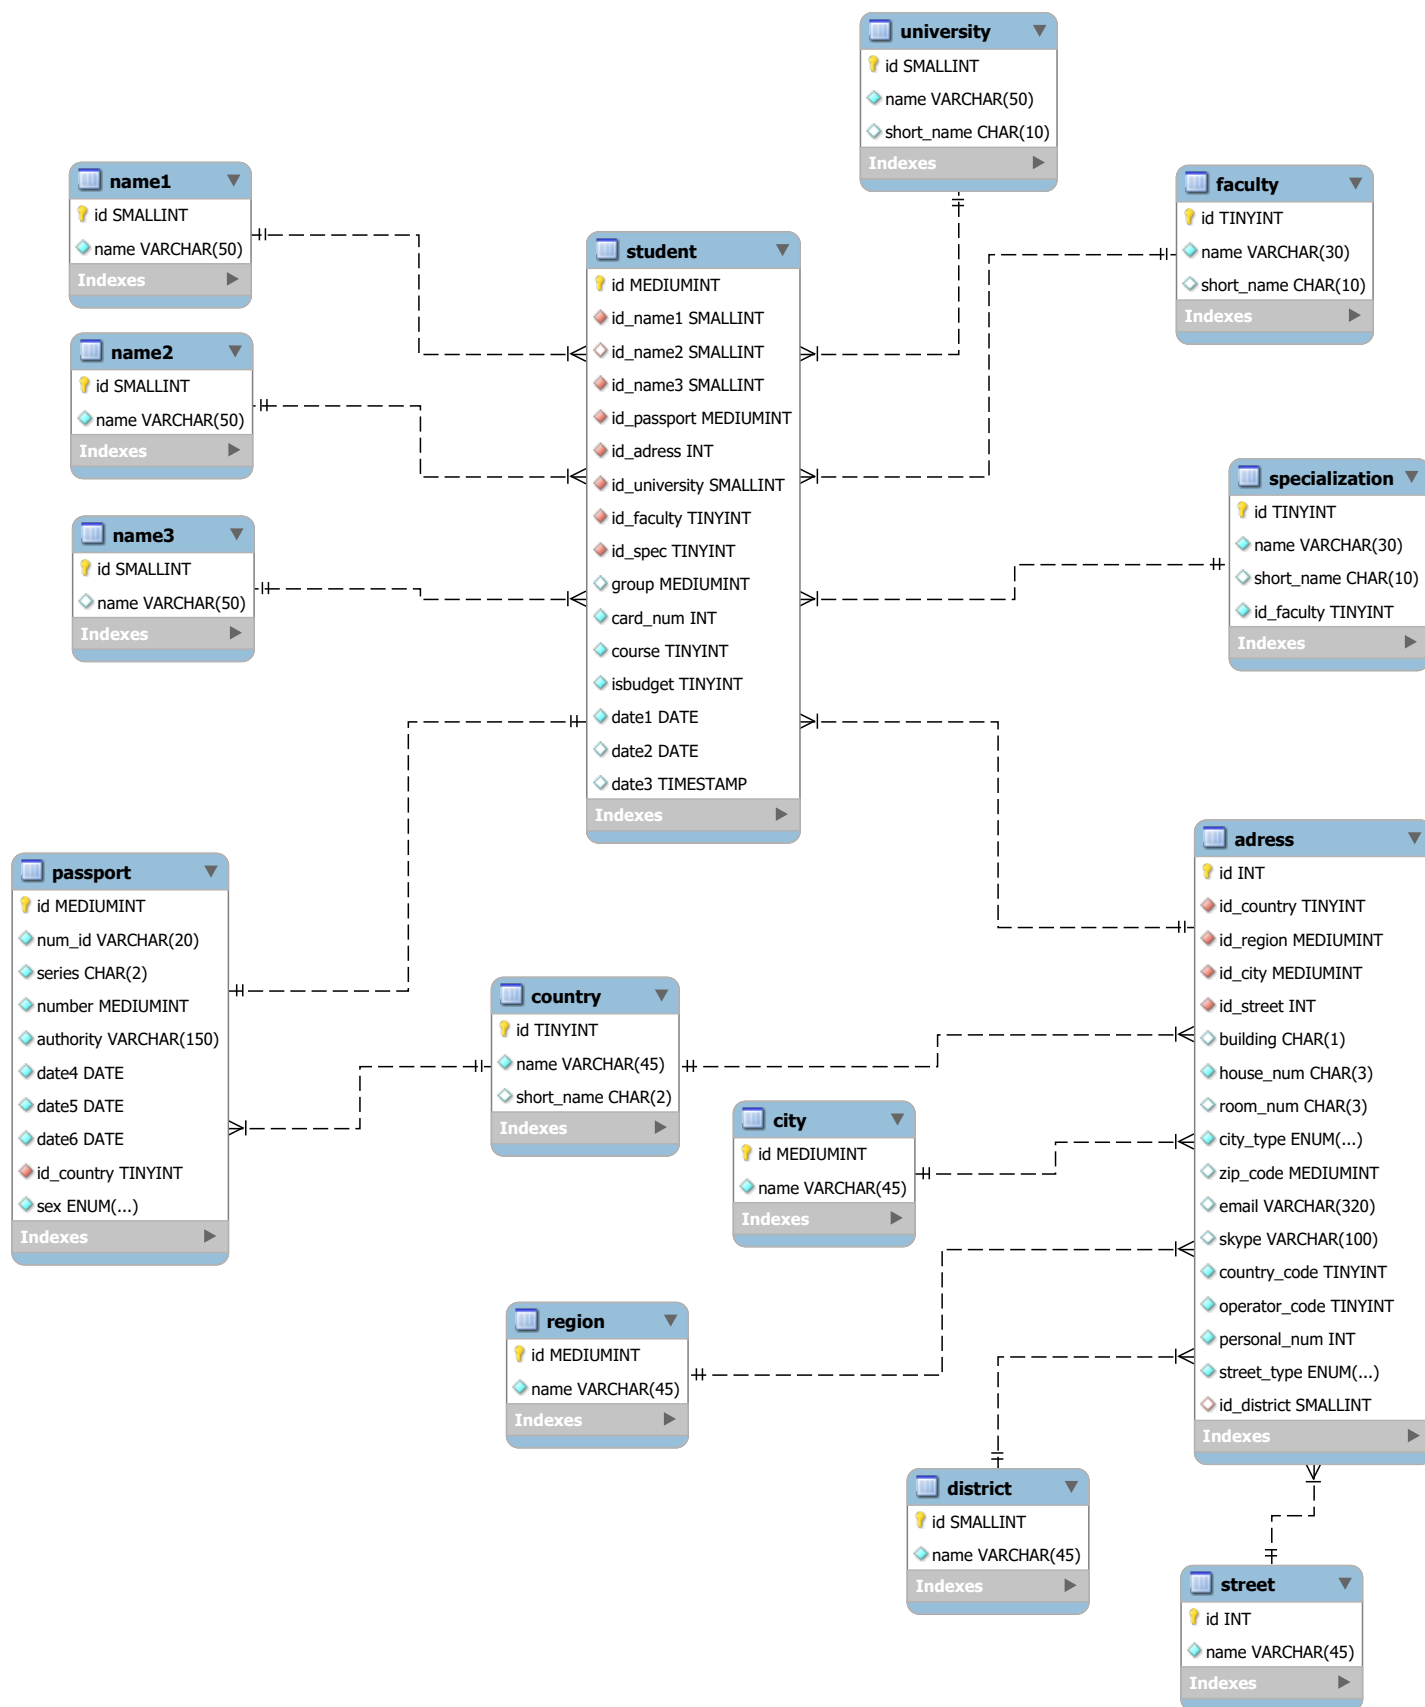 university
id SMALLINT
name VARCHAR(50)
short_name CHAR(10)
Indexes
name1
id SMALLINT
name VARCHAR(50)
Indexes
faculty
id TINYINT
name VARCHAR(30)
short_name CHAR(10)
Indexes
student
id MEDIUMINT
id_name1 SMALLINT
id_name2 SMALLINT
id_name3 SMALLINT
id_passport MEDIUMINT
id_adress INT
id_university SMALLINT
id_faculty TINYINT
id_spec TINYINT
group MEDIUMINT
card_num INT
course TINYINT
isbudget TINYINT
date1 DATE
date2 DATE
date3 TIMESTAMP
Indexes
name2
id SMALLINT
name VARCHAR(50)
Indexes
specialization
id TINYINT
name VARCHAR(30)
short_name CHAR(10)
id_faculty TINYINT
Indexes
name3
id SMALLINT
name VARCHAR(50)
Indexes
adress
id INT
id_country TINYINT
id_region MEDIUMINT
id_city MEDIUMINT
id_street INT
building CHAR(1)
house_num CHAR(3)
room_num CHAR(3)
city_type ENUM(...)
zip_code MEDIUMINT
email VARCHAR(320)
skype VARCHAR(100)
country_code TINYINT
operator_code TINYINT
personal_num INT
street_type ENUM(...)
id_district SMALLINT
Indexes
passport
id MEDIUMINT
num_id VARCHAR(20)
series CHAR(2)
number MEDIUMINT
authority VARCHAR(150)
date4 DATE
date5 DATE
date6 DATE
id_country TINYINT
sex ENUM(...)
Indexes
country
id TINYINT
name VARCHAR(45)
short_name CHAR(2)
Indexes
city
id MEDIUMINT
name VARCHAR(45)
Indexes
region
id MEDIUMINT
name VARCHAR(45)
Indexes
district
id SMALLINT
name VARCHAR(45)
Indexes
street
id INT
name VARCHAR(45)
Indexes